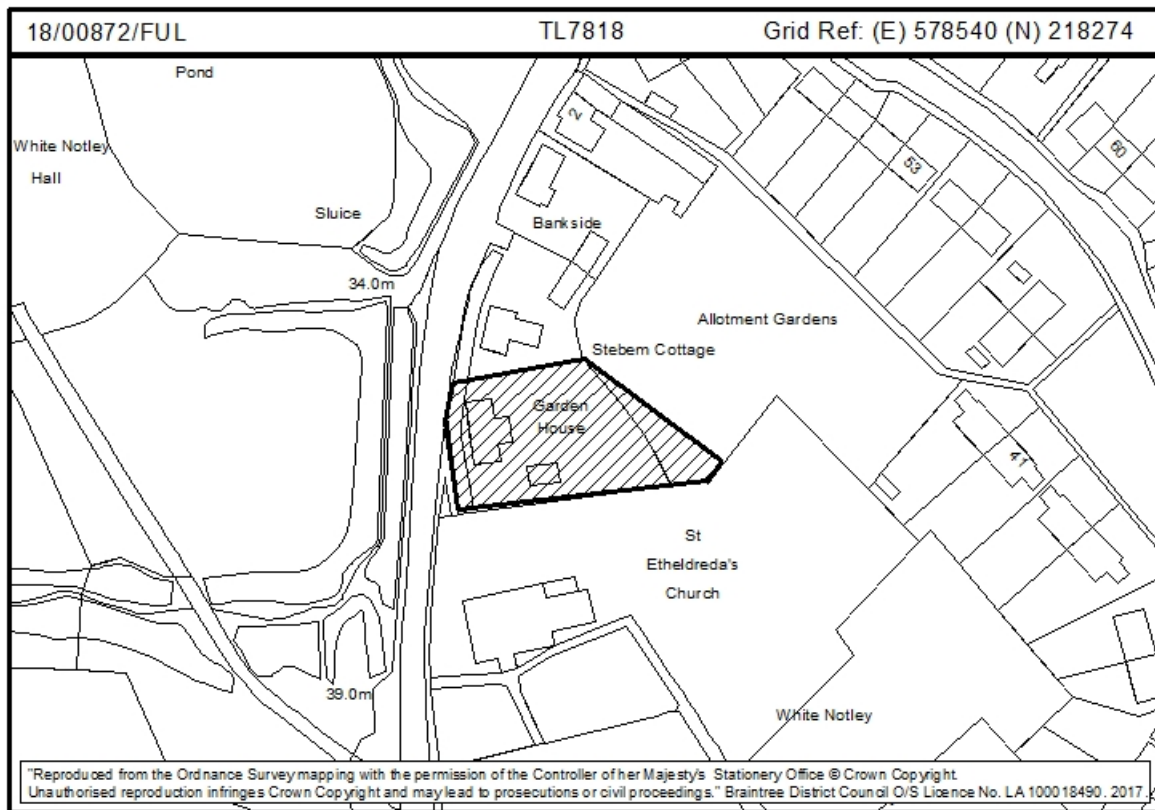 18/00872/FUL TL7818 Grid Ref: (E) 578540 (N) 218274
Pond
2
53
60
White Notley
Hall
Sluice
Bankside
34.0m
Allotment Gardens
Stebem Cottage
Garden
House
41
St
Etheldreda's
Church
39.0m
White Notley
"Reproduced from the Ordnance Survey mapping with the permission of the Controller of her Majesty's Stationery Office © Crown Copyright.
Unauthorised reproduction infringes Crown Copyright and may lead to prosecutions or civil proceedings." Braintree District Council O/S Licence No. LA 100018490. 2017.